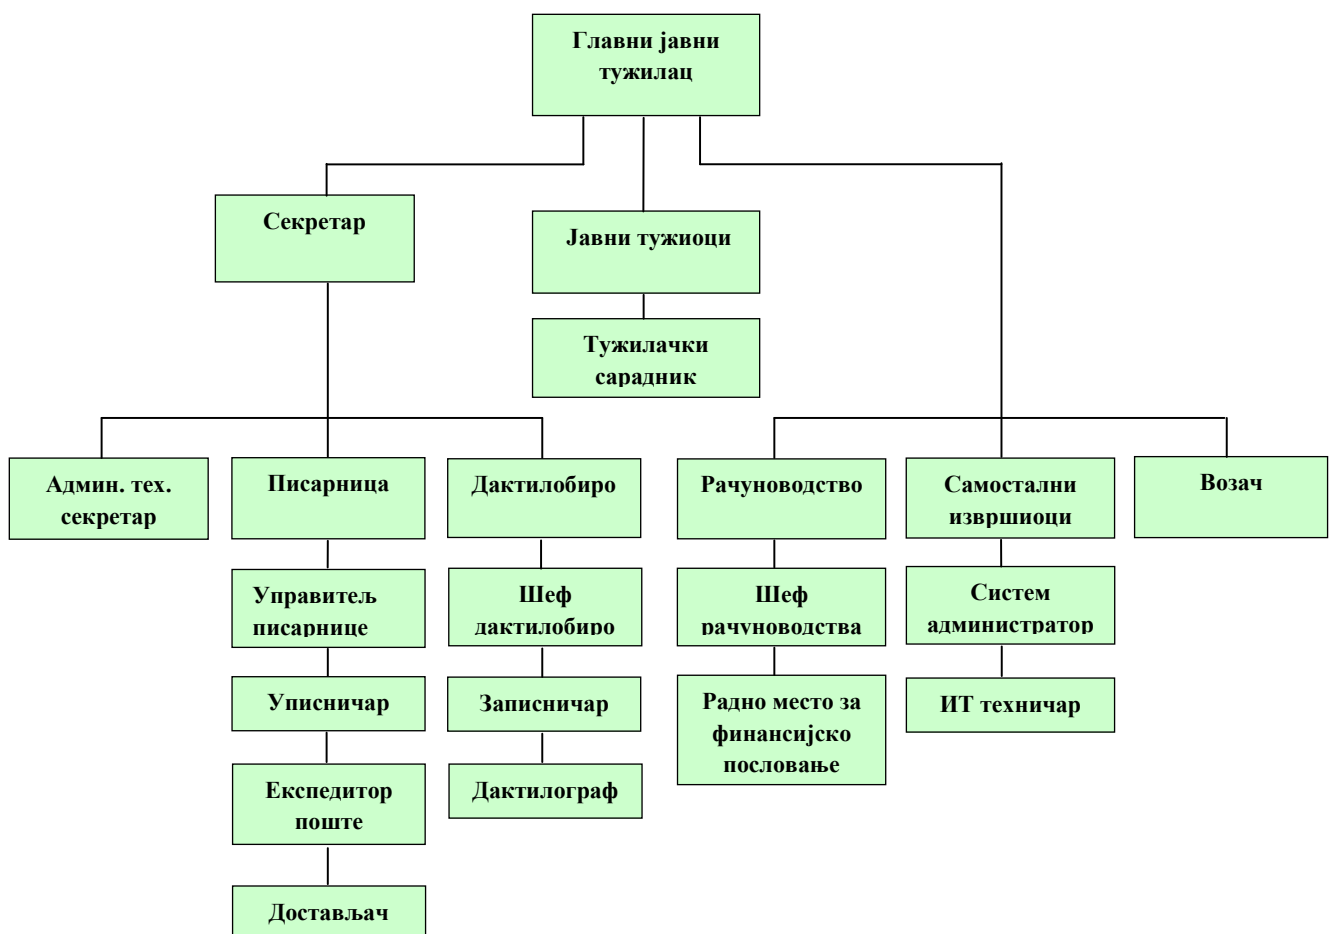 Главни јавни
тужилац
Секретар
Јавни тужиоци
Тужилачки
сарадник
Админ. тех.
секретар
Писарница
Дактилобиро
Рачуноводство
Самостални
извршиоци
Возач
Управитељ
писарнице
Шеф
дактилобиро
Шеф
рачуноводства
Систем
администратор
Уписничар
Записничар
Радно место за
финансијско
пословање
ИТ техничар
Експедитор
поште
Дактилограф
Достављач